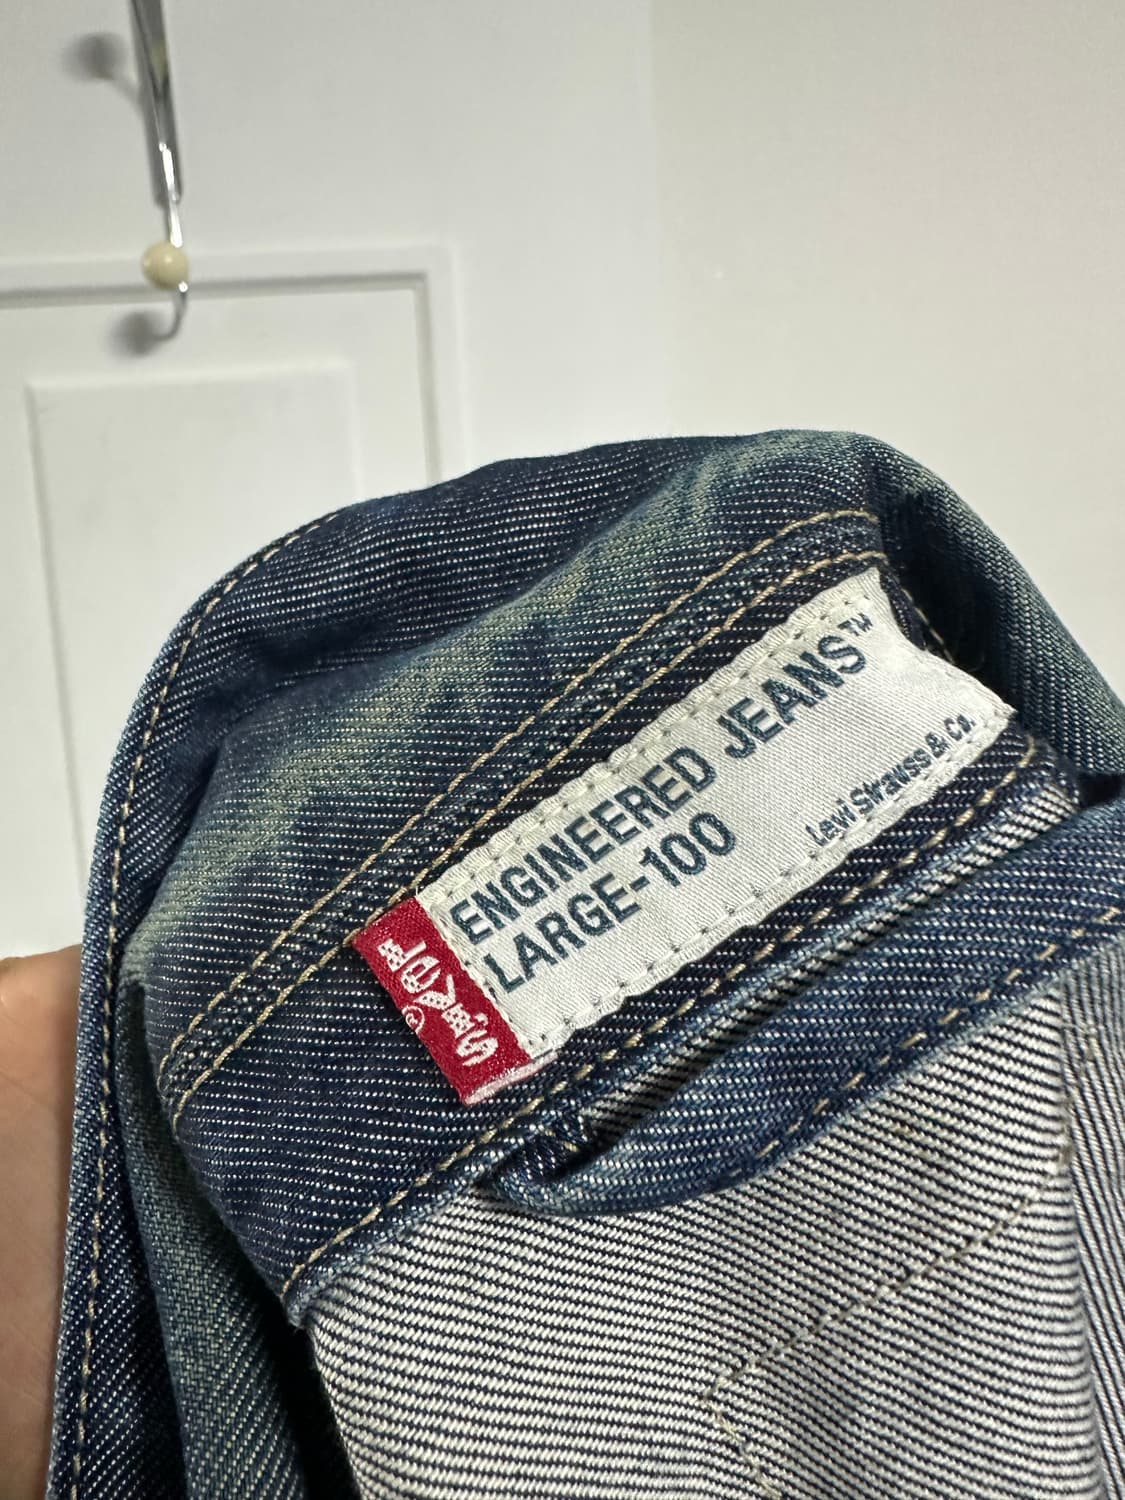 ENGINEERED JEANS™
LARGE-100
Levi Strauss & Co.
LEVI'S®